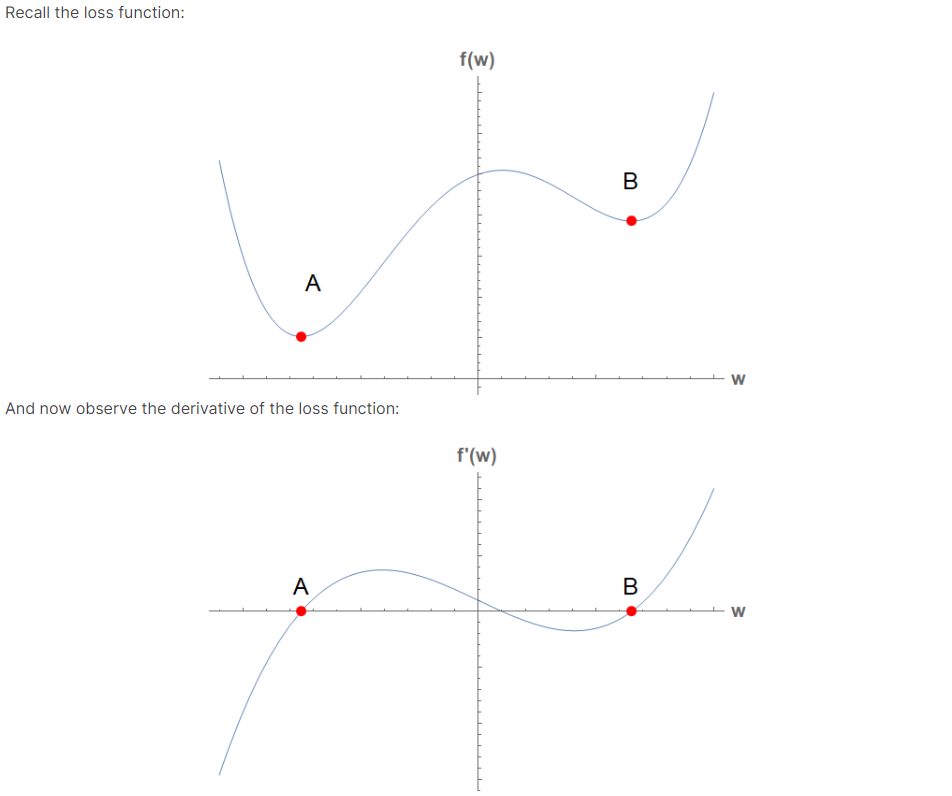 Recall the loss function:
f(w)
B
A
w
And now observe the derivative of the loss function:
f'(w)
A
B
w